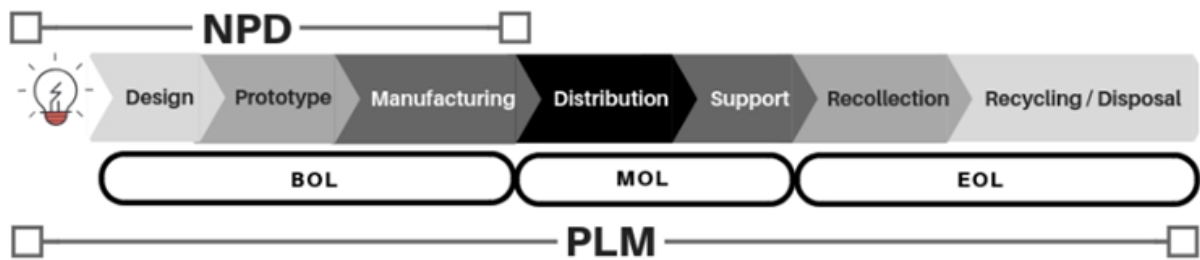 NPD
Design Prototype Manufacturing Distribution Support Recollection Recycling / Disposal
BOL MOL EOL
PLM